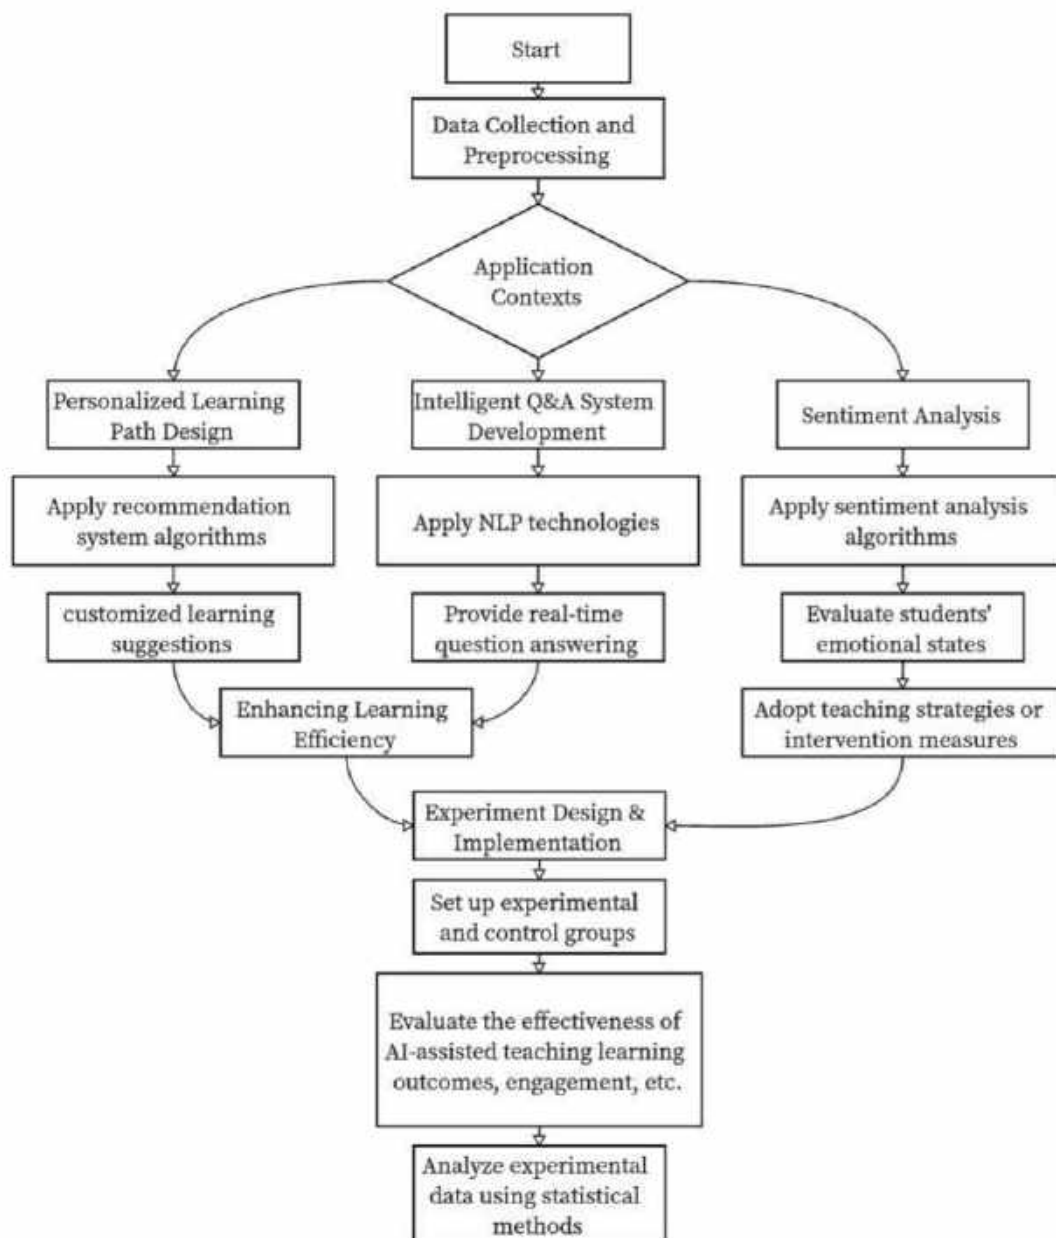 Start
Data Collection and
Preprocessing
Application
Contexts
Personalized Learning
Path Design
Intelligent Q&A System
Development
Sentiment Analysis
Apply recommendation
system algorithms
Apply NLP technologies
Apply sentiment analysis
algorithms
customized learning
suggestions
Provide real-time
question answering
Evaluate students'
emotional states
Enhancing Learning
Efficiency
Adopt teaching strategies or
intervention measures
Experiment Design &
Implementation
Set up experimental
and control groups
Evaluate the effectiveness of
AI-assisted teaching learning
outcomes, engagement, etc.
Analyze experimental
data using statistical
methods